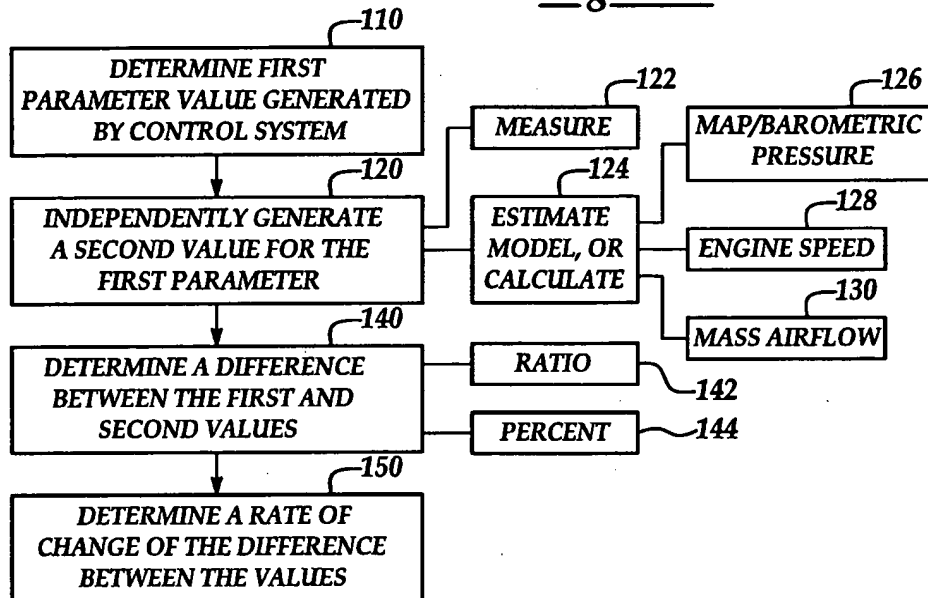 8
110
DETERMINE FIRST
PARAMETER VALUE GENERATED
BY CONTROL SYSTEM
120
INDEPENDENTLY GENERATE
A SECOND VALUE FOR THE
FIRST PARAMETER
122
MEASURE
124
ESTIMATE
MODEL, OR
CALCULATE
126
MAP/BAROMETRIC
PRESSURE
128
ENGINE SPEED
130
MASS AIRFLOW
140
DETERMINE A DIFFERENCE
BETWEEN THE FIRST AND
SECOND VALUES
RATIO
142
PERCENT
144
150
DETERMINE A RATE OF
CHANGE OF THE DIFFERENCE
BETWEEN THE VALUES